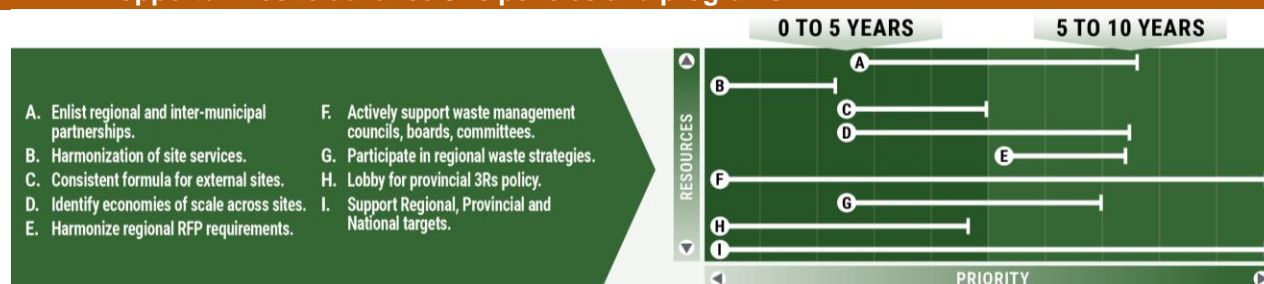 0 TO 5 YEARS
5 TO 10 YEARS
A. Enlist regional and inter-municipal
partnerships.
B. Harmonization of site services.
C. Consistent formula for external sites.
D. Identify economies of scale across sites.
E. Harmonize regional RFP requirements.
F. Actively support waste management
councils, boards, committees.
G. Participate in regional waste strategies.
H. Lobby for provincial 3Rs policy.
I. Support Regional, Provincial and
National targets.
RESOURCES
A
B
C
D
E
F
G
H
I
PRIORITY